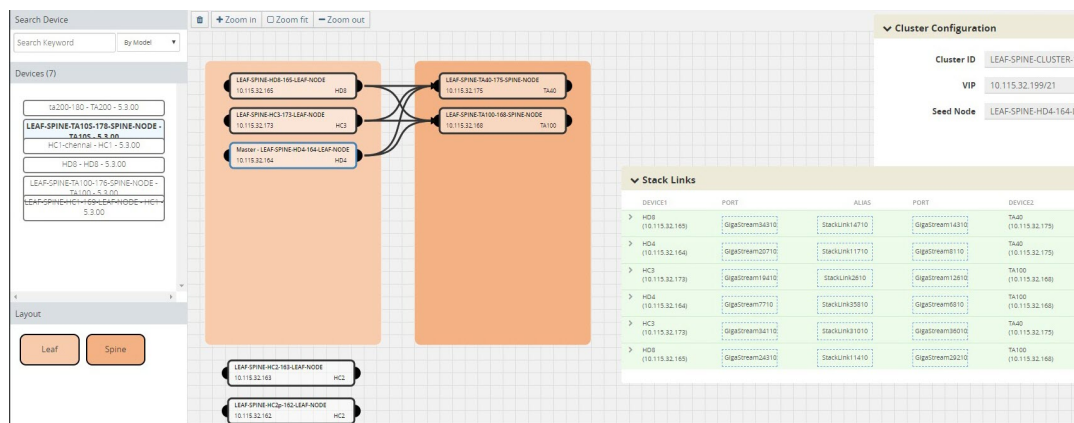 Search Device
Search Keyword
By Model
Devices (7)
ta200-180 - TA200 - 5.3.00
LEAF-SPINE-TA10S-178-SPINE-NODE -
TA10S - 5.3.00
HC1-chennai - HC1 - 5.3.00
HD8 - HD8 - 5.3.00
LEAF-SPINE-TA100-176-SPINE-NODE -
TA100 - 5.3.00
LEAF-SPINE-HC1-169-LEAF-NODE - HC1 -
5.3.00
Layout
Leaf
Spine
Zoom in
Zoom fit
Zoom out
LEAF-SPINE-HD8-165-LEAF-NODE
10.115.32.165 HD8
LEAF-SPINE-HC3-173-LEAF-NODE
10.115.32.173 HC3
Master - LEAF-SPINE-HD4-164-LEAF-NODE
10.115.32.164 HD4
LEAF-SPINE-TA40-175-SPINE-NODE
10.115.32.175 TA40
LEAF-SPINE-TA100-168-SPINE-NODE
10.115.32.168 TA100
LEAF-SPINE-HC2-163-LEAF-NODE
10.115.32.163 HC2
LEAF-SPINE-HC2p-162-LEAF-NODE
10.115.32.162 HC2
Cluster Configuration
Cluster ID LEAF-SPINE-CLUSTER-
VIP 10.115.32.199/21
Seed Node LEAF-SPINE-HD4-164-
Stack Links
DEVICE1 PORT ALIAS PORT DEVICE2
HD8 GigaStream34310 StackLink14710 GigaStream14310 TA40
(10.115.32.165) (10.115.32.175)
HD4 GigaStream20710 StackLink11710 GigaStream8110 TA40
(10.115.32.164) (10.115.32.175)
HC3 GigaStream19410 StackLink2610 GigaStream12610 TA100
(10.115.32.173) (10.115.32.168)
HD4 GigaStream7710 StackLink35810 GigaStream6810 TA100
(10.115.32.164) (10.115.32.168)
HC3 GigaStream34110 StackLink31010 GigaStream36010 TA40
(10.115.32.173) (10.115.32.175)
HD8 GigaStream24310 StackLink11410 GigaStream29210 TA100
(10.115.32.165) (10.115.32.168)